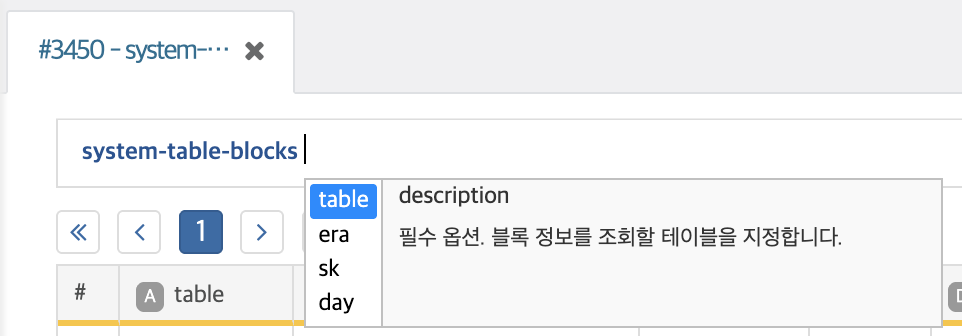 #3450 - system-⋯ ✖
system-table-blocks
table
era
sk
day
description
필수 옵션. 블록 정보를 조회할 테이블을 지정합니다.
« ‹ 1 ›
# A table